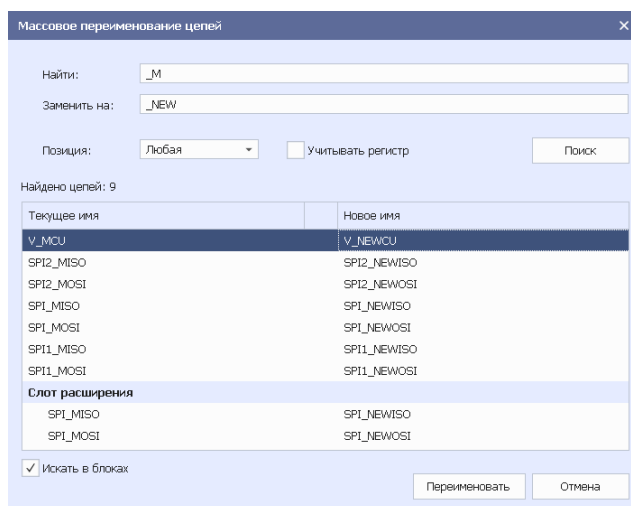 Массовое переименование цепей
Найти: _M
Заменить на: _NEW
Позиция: Любая Учитывать регистр Поиск
Найдено цепей: 9
Текущее имя Новое имя
V_MCU V_NEWCU
SPI2_MISO SPI2_NEWISO
SPI2_MOSI SPI2_NEWOSI
SPI_MISO SPI_NEWISO
SPI_MOSI SPI_NEWOSI
SPI1_MISO SPI1_NEWISO
SPI1_MOSI SPI1_NEWOSI
Слот расширения
SPI_MISO SPI_NEWISO
SPI_MOSI SPI_NEWOSI
Искать в блоках
Переименовать Отмена